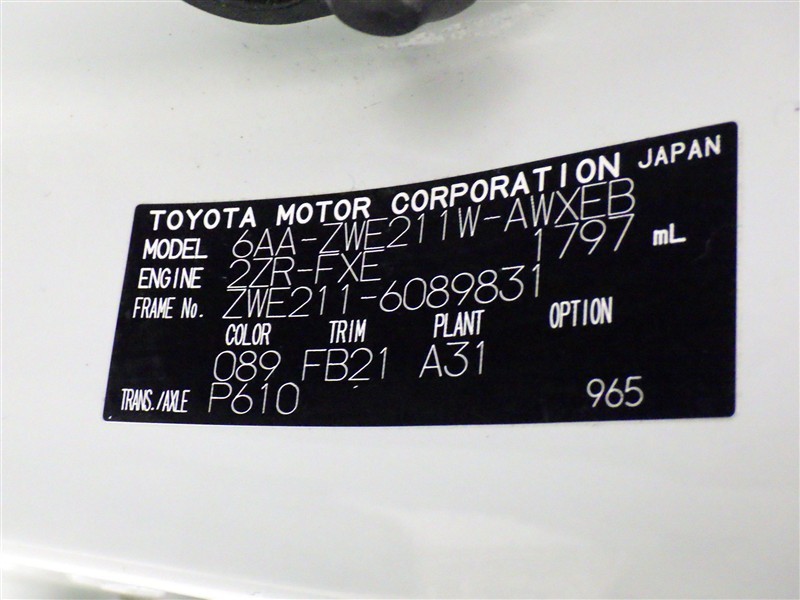 TOYOTA MOTOR CORPORATION JAPAN
MODEL 6AA-ZWE211W-AWXEB
ENGINE 2ZR-FXE 1797 mL
FRAME No. ZWE211-6089831
COLOR TRIM PLANT OPTION
089 FB21 A31
TRANS./AXLE P610 965